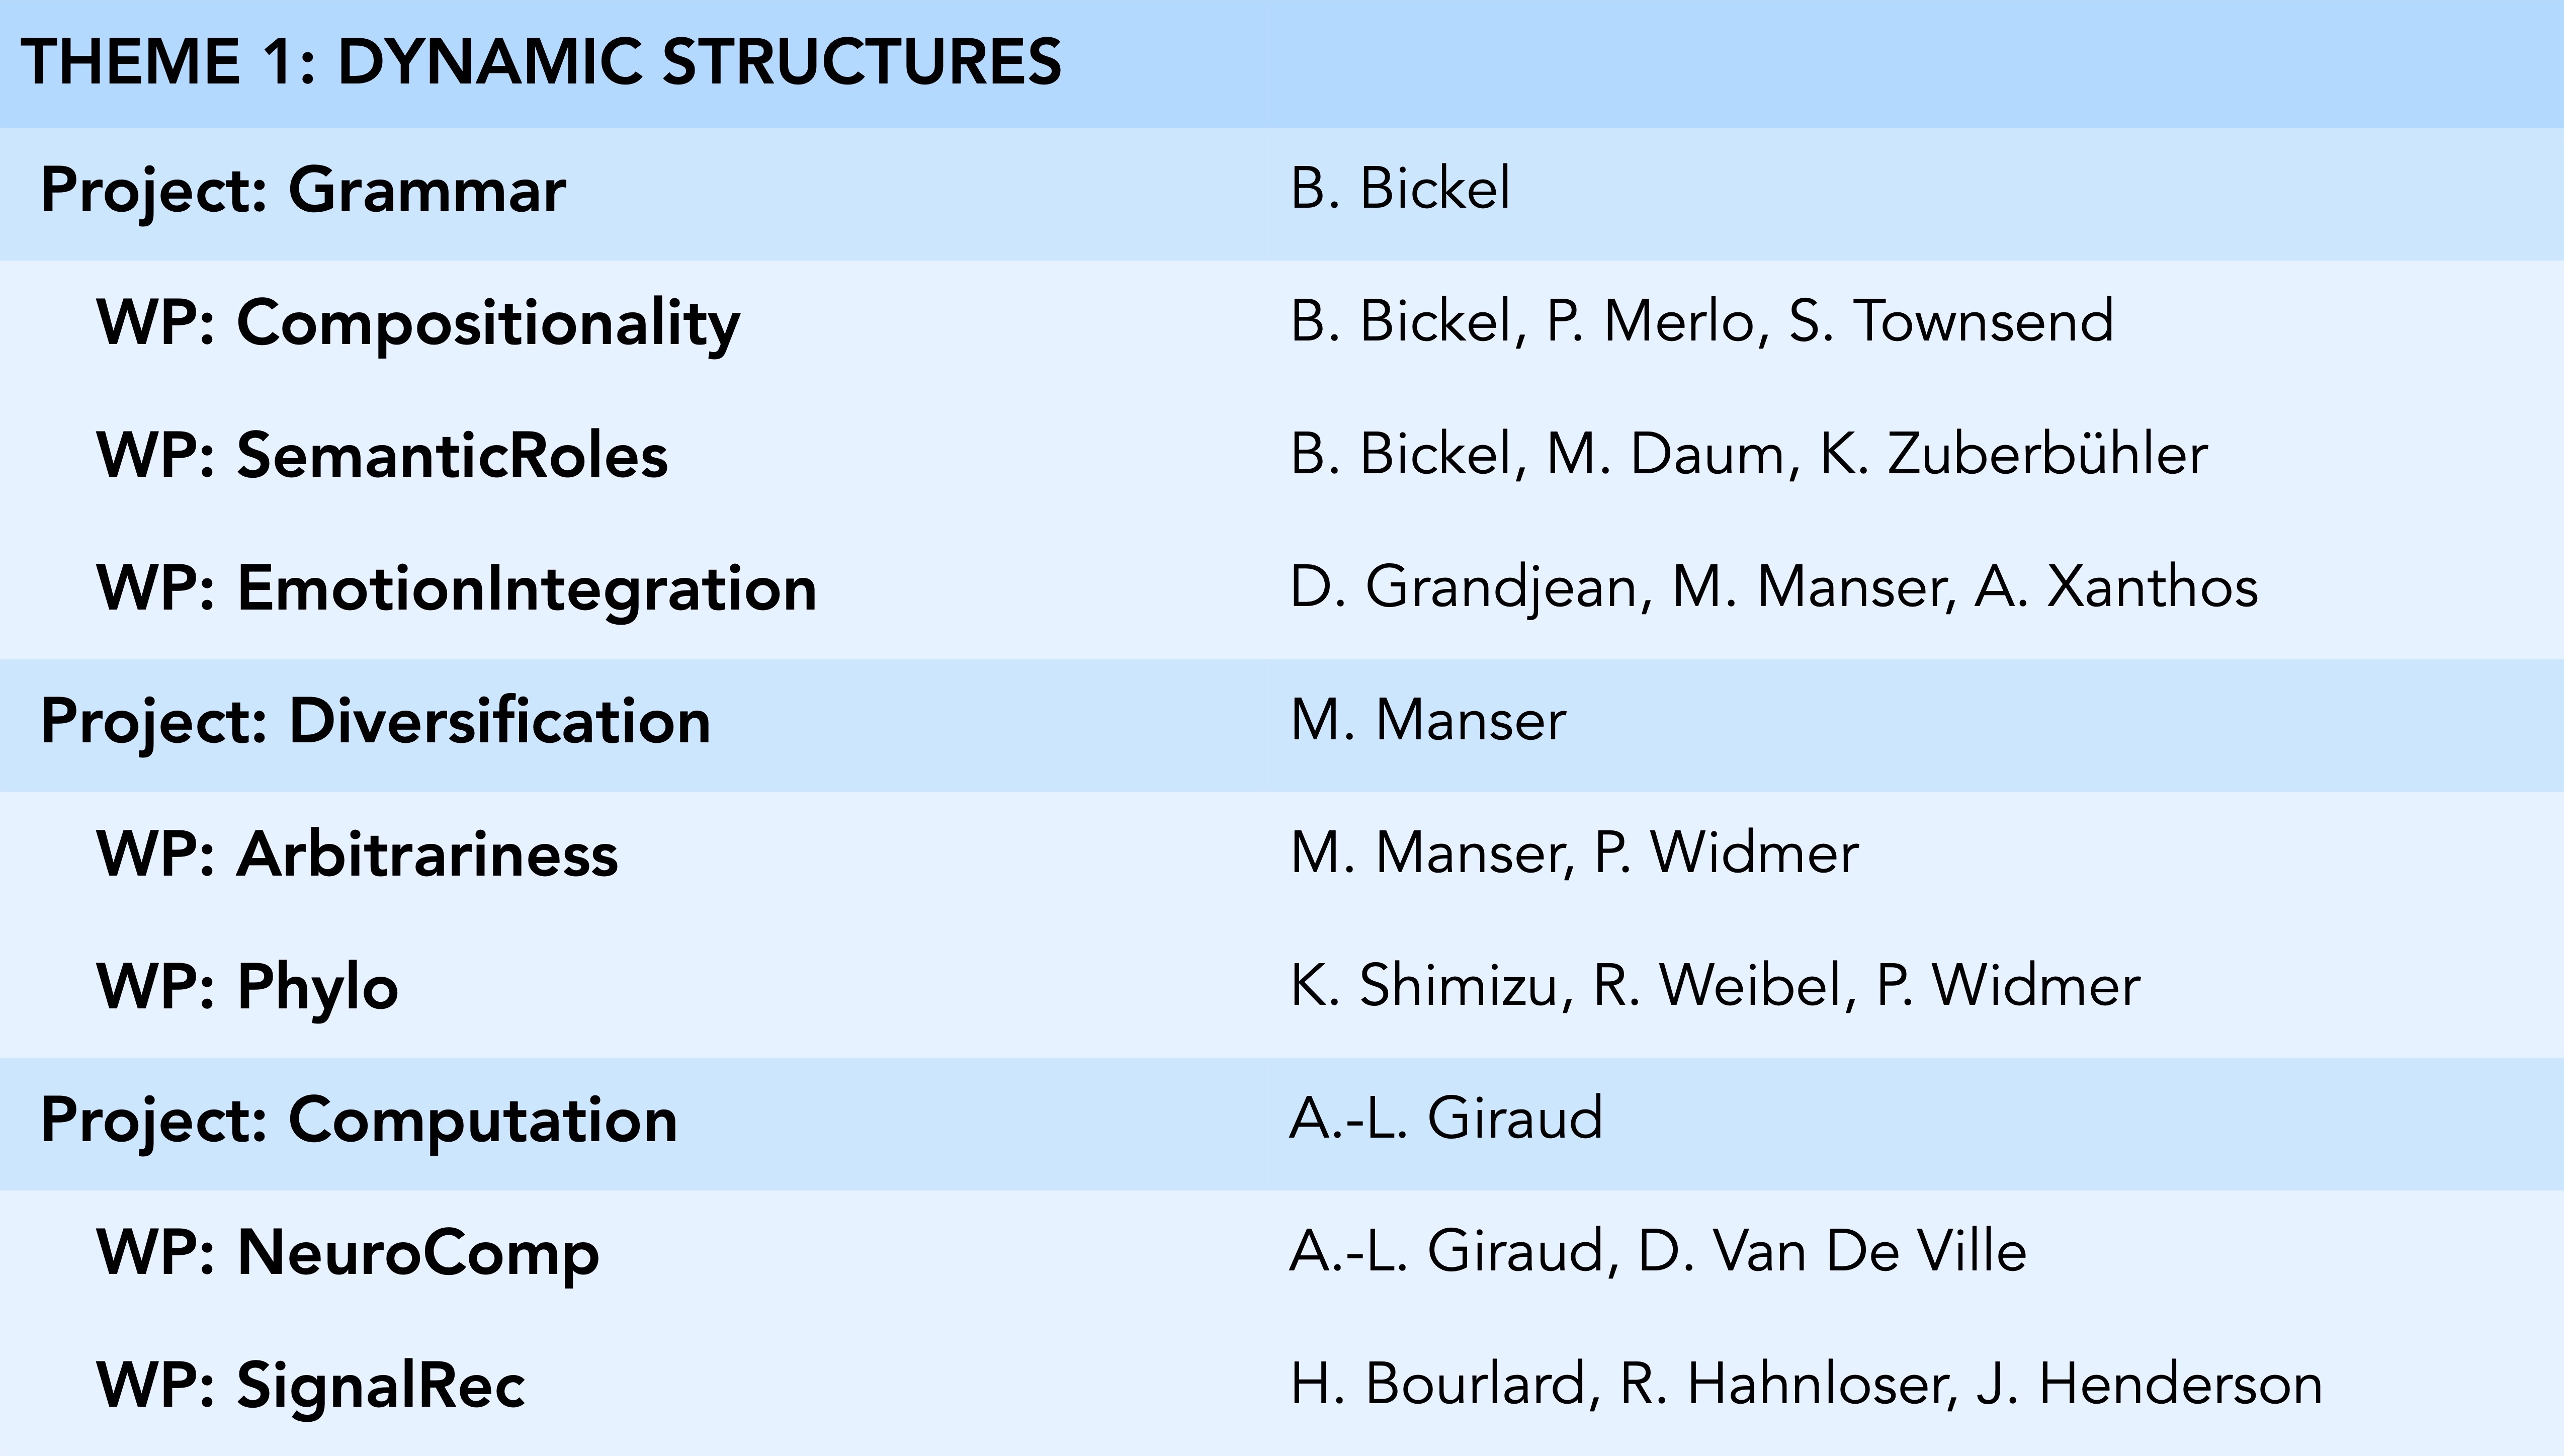 THEME 1: DYNAMIC STRUCTURES
Project: Grammar B. Bickel
WP: Compositionality B. Bickel, P. Merlo, S. Townsend
WP: SemanticRoles B. Bickel, M. Daum, K. Zuberbühler
WP: EmotionIntegration D. Grandjean, M. Manser, A. Xanthos
Project: Diversification M. Manser
WP: Arbitrariness M. Manser, P. Widmer
WP: Phylo K. Shimizu, R. Weibel, P. Widmer
Project: Computation A.-L. Giraud
WP: NeuroComp A.-L. Giraud, D. Van De Ville
WP: SignalRec H. Bourlard, R. Hahnloser, J. Henderson